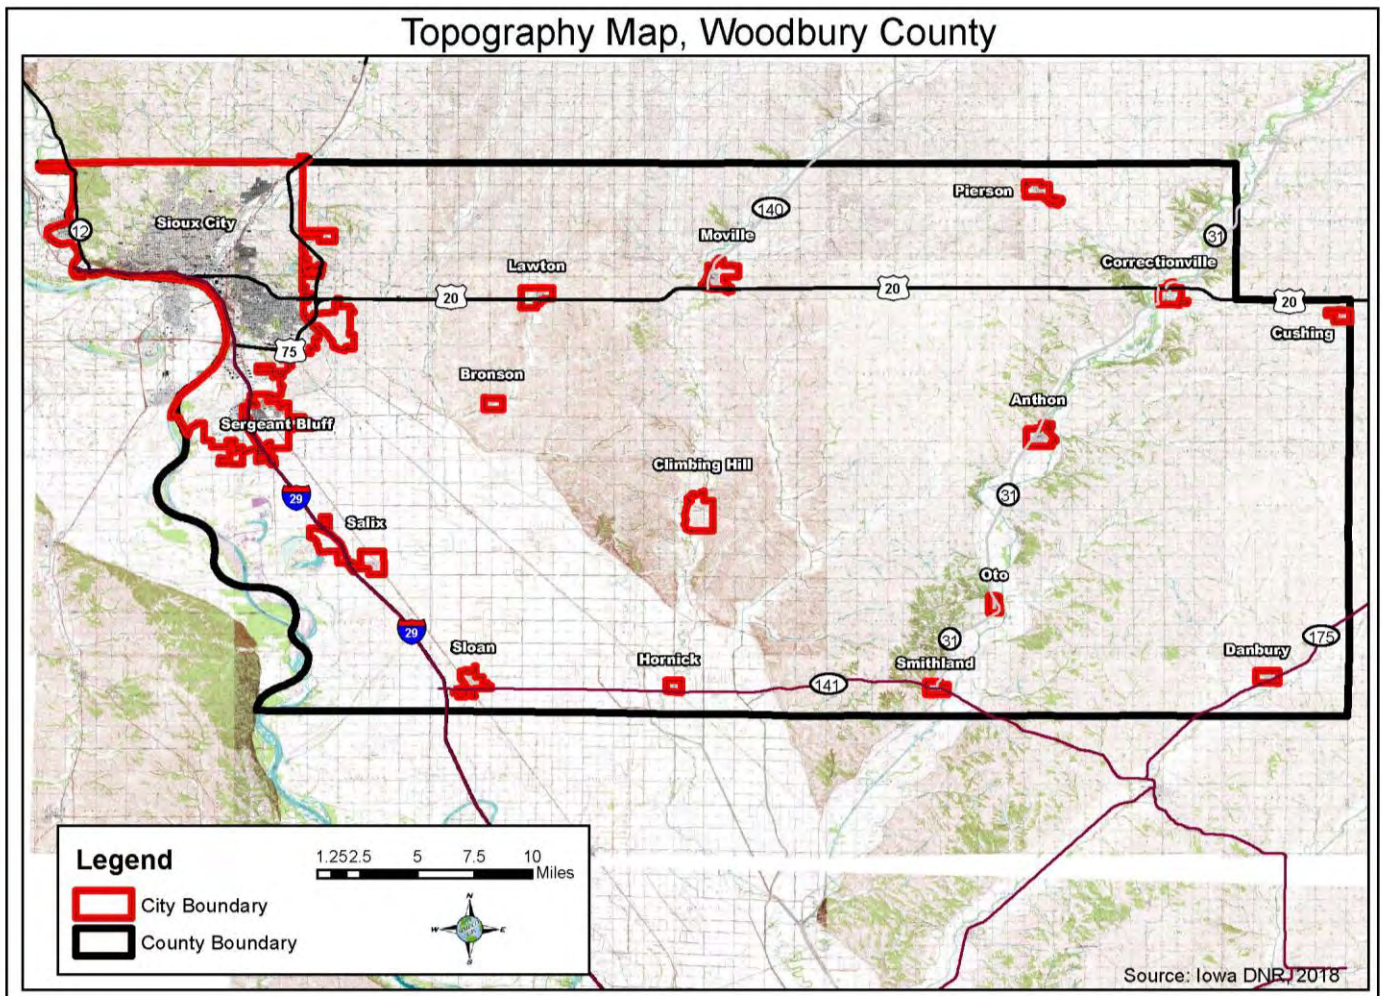 Topography Map, Woodbury County
Pierson
140
12
Sioux City
31
Moville
Correctionville
Lawton
20
20
20
Cushing
75
Bronson
Anthon
Sergeant Bluff
Climbing Hill
29
31
Salix
Oto
29
31
175
Sloan
Hornick
Smithland
Danbury
141
Legend
1.25 2.5 5 7.5 10
Miles
City Boundary
County Boundary
N
W E
S
Source: Iowa DNR, 2018